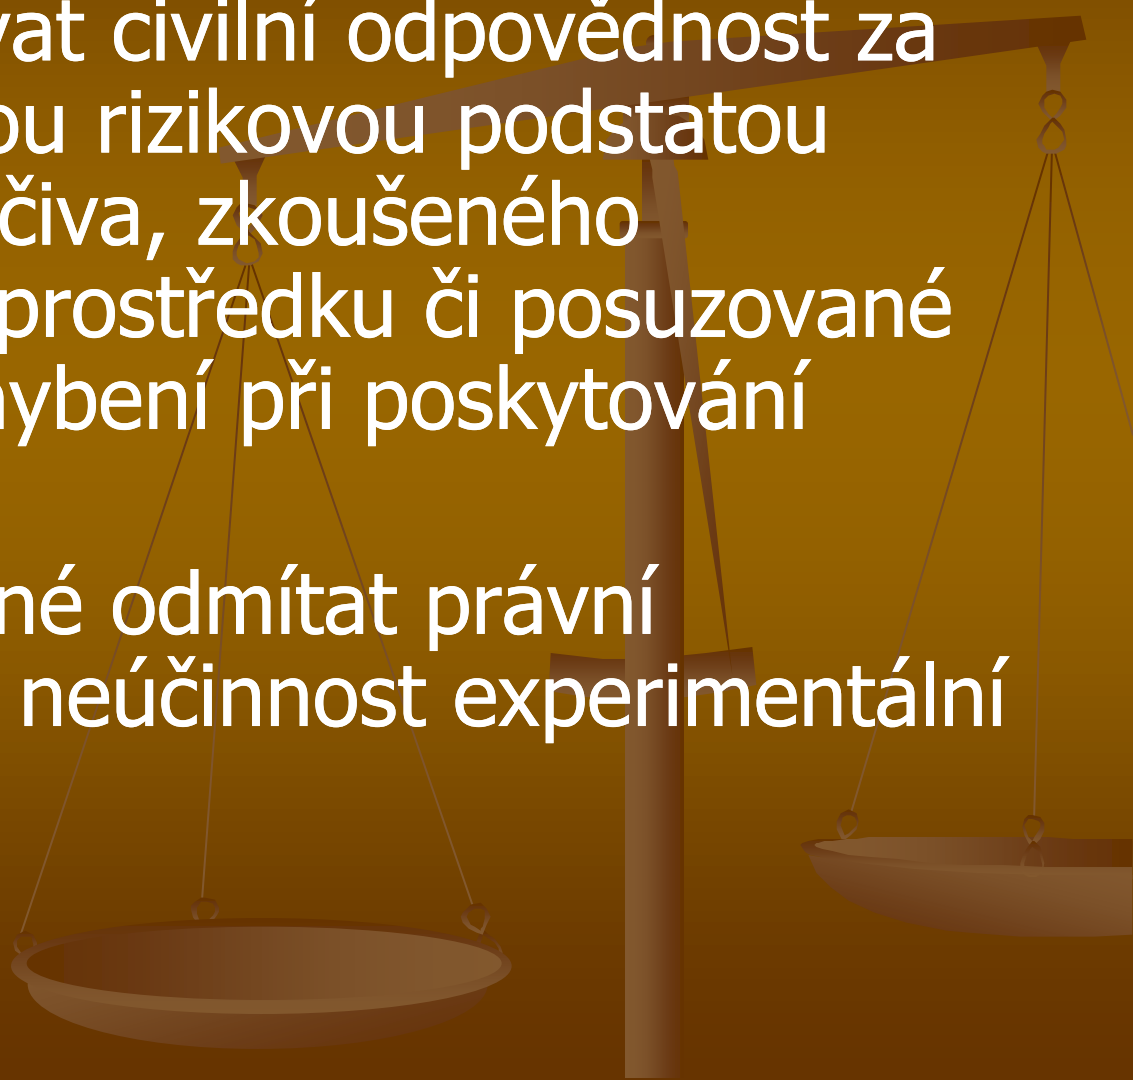 vat civilní odpovědnost za
ou rizikovou podstatou
čiva, zkoušeného
prostředku či posuzované
hybení při poskytování
né odmítat právní
neúčinnost experimentální